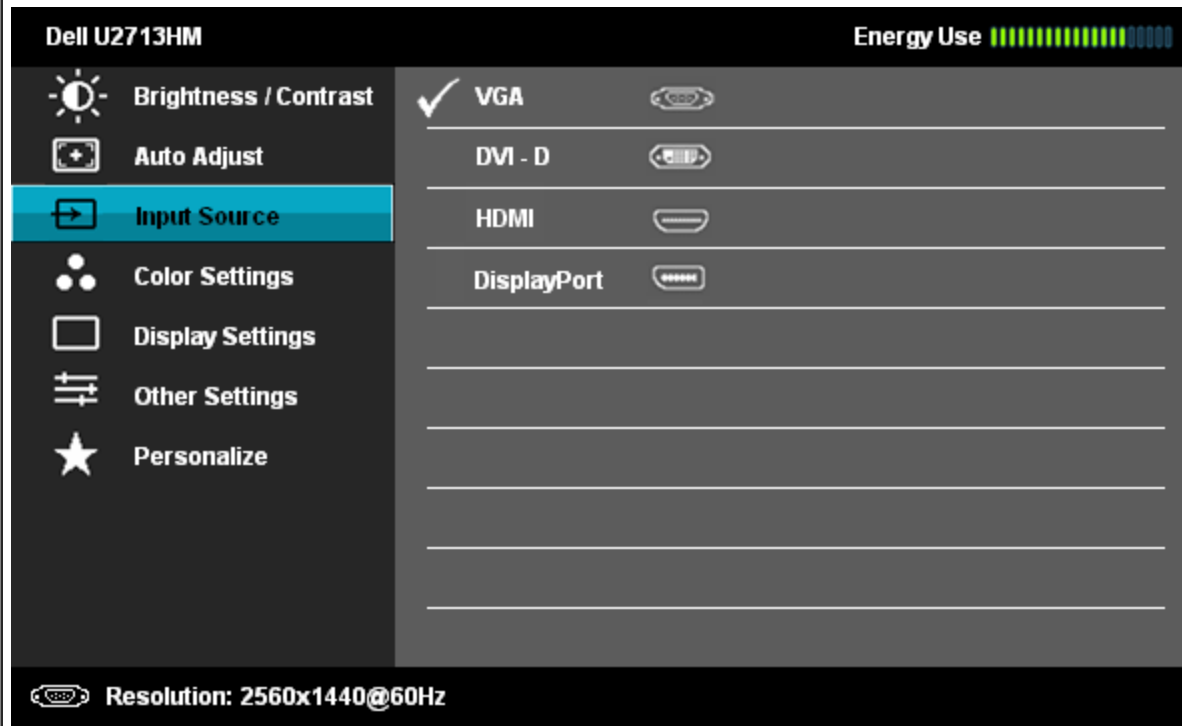 Dell U2713HM
Energy Use
Brightness / Contrast
Auto Adjust
Input Source
Color Settings
Display Settings
Other Settings
Personalize
VGA
DVI - D
HDMI
DisplayPort
Resolution: 2560x1440@60Hz